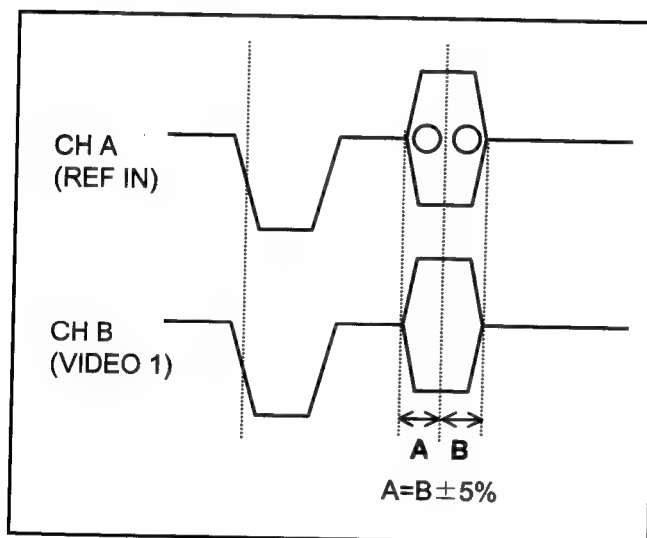 CH A
(REF IN)
CH B
(VIDEO 1)
A B
A=B±5%